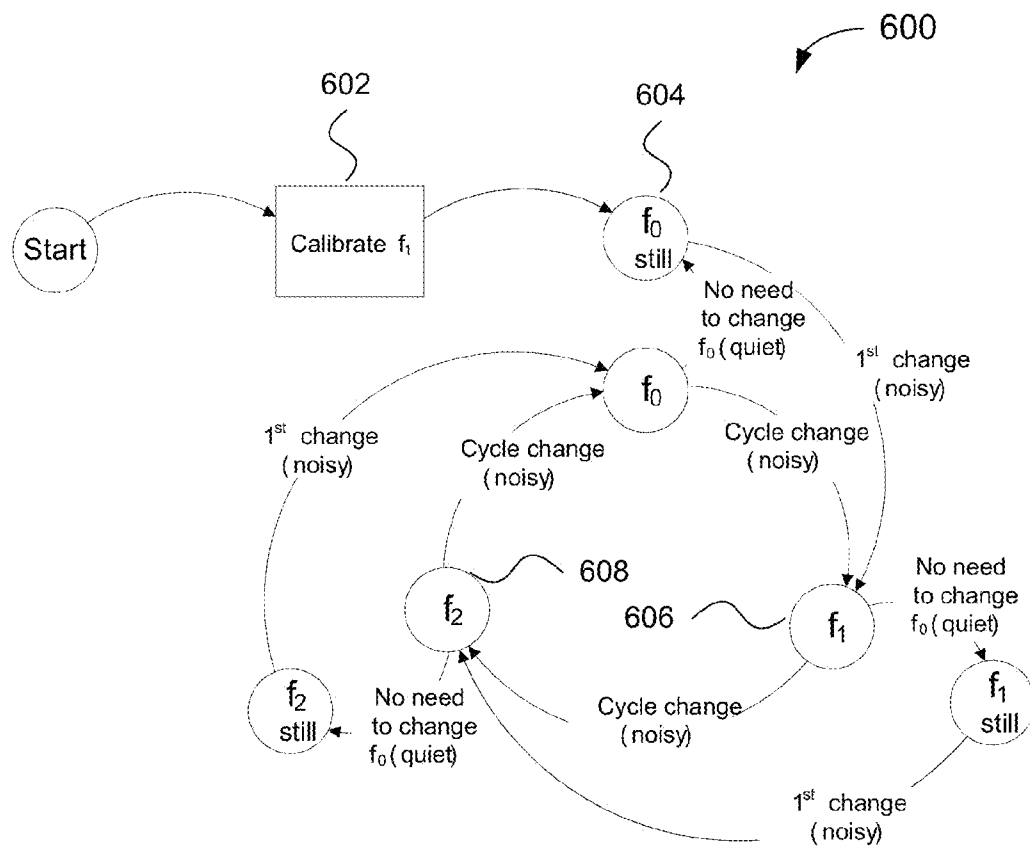 600
602
604
Start
Calibrate f1
f0
still
No need
to change
f0 (quiet)
1st change
(noisy)
f0
1st change
(noisy)
Cycle change
(noisy)
Cycle change
(noisy)
608
606
No need
to change
f0 (quiet)
f2
f1
f2
still
No need
to change
f0 (quiet)
Cycle change
(noisy)
f1
still
1st change
(noisy)